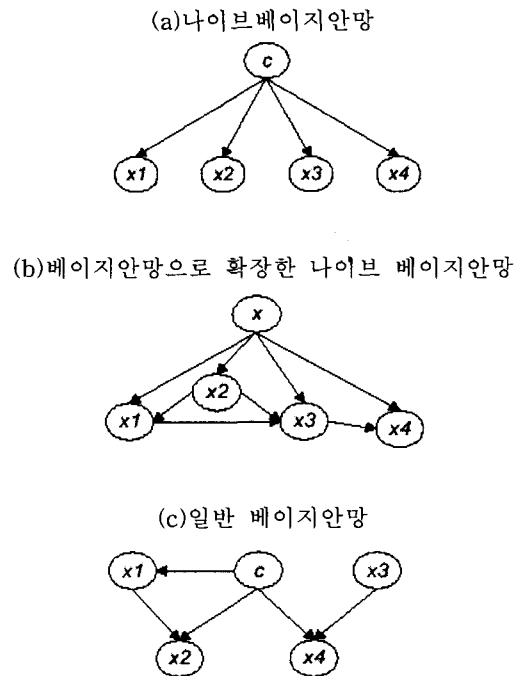 (a)나이브베이지안망
c
x1 x2 x3 x4
(b)베이지안망으로 확장한 나이브 베이지안망
x
x2
x1 x3 x4
(c)일반 베이지안망
x1 c x3
x2 x4